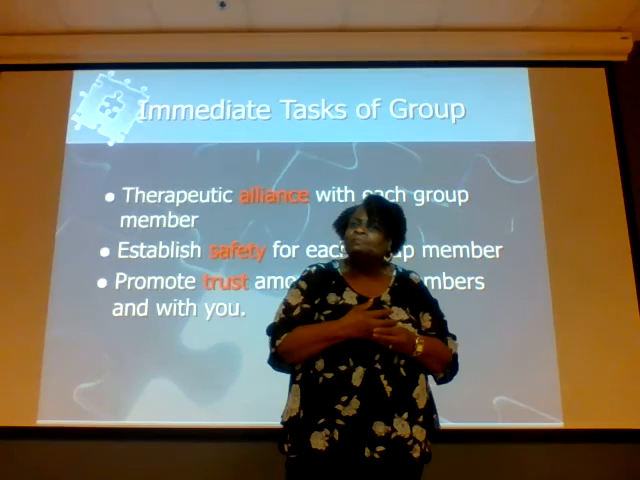 Immediate Tasks of Group
Therapeutic alliance with each group
member
Establish safety for each member
Promote trust
and with you.